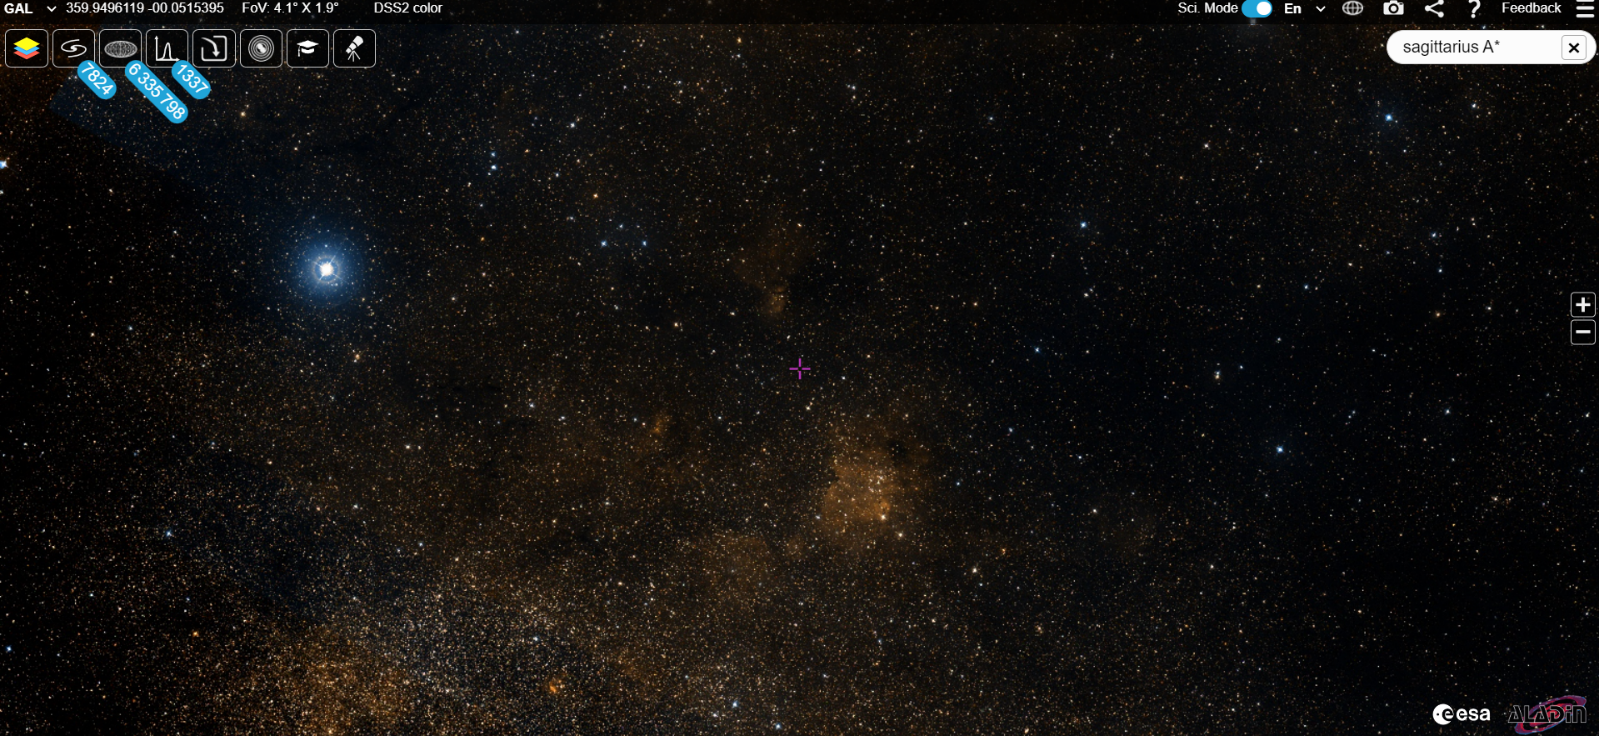 GAL 359.9496119 -00.0515395 FoV: 4.1° X 1.9° DSS2 color Sci. Mode En ? Feedback
sagittarius A*
7824
6 335 798
1337
esa ALADIN